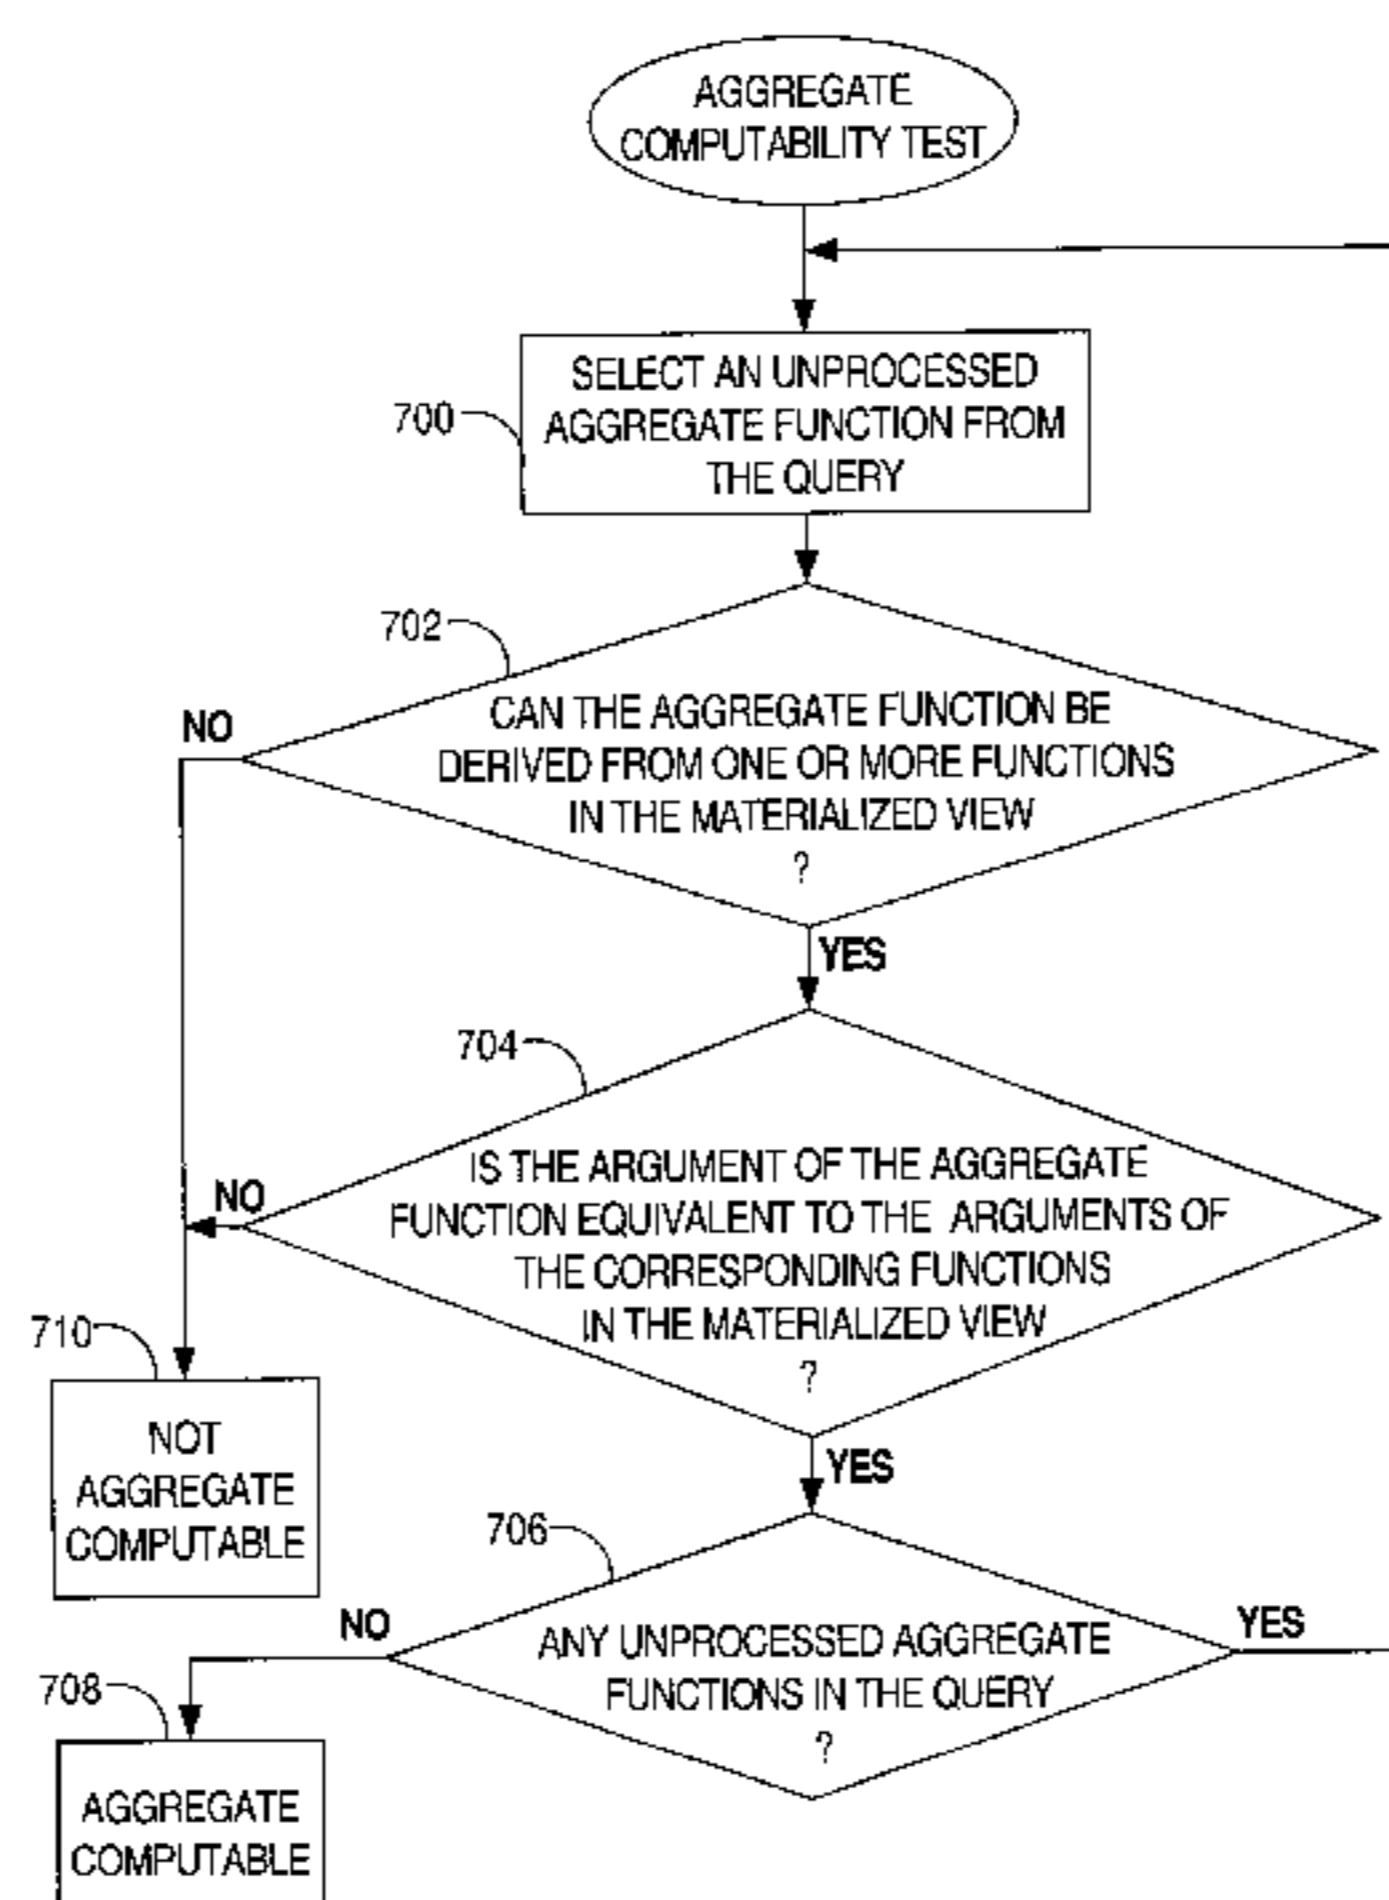 AGGREGATE
COMPUTABILITY TEST
700
SELECT AN UNPROCESSED
AGGREGATE FUNCTION FROM
THE QUERY
702
NO
CAN THE AGGREGATE FUNCTION BE
DERIVED FROM ONE OR MORE FUNCTIONS
IN THE MATERIALIZED VIEW
?
YES
704
NO
IS THE ARGUMENT OF THE AGGREGATE
FUNCTION EQUIVALENT TO THE ARGUMENTS OF
THE CORRESPONDING FUNCTIONS
IN THE MATERIALIZED VIEW
?
710
NOT
AGGREGATE
COMPUTABLE
YES
706
NO
ANY UNPROCESSED AGGREGATE
FUNCTIONS IN THE QUERY
?
YES
708
AGGREGATE
COMPUTABLE